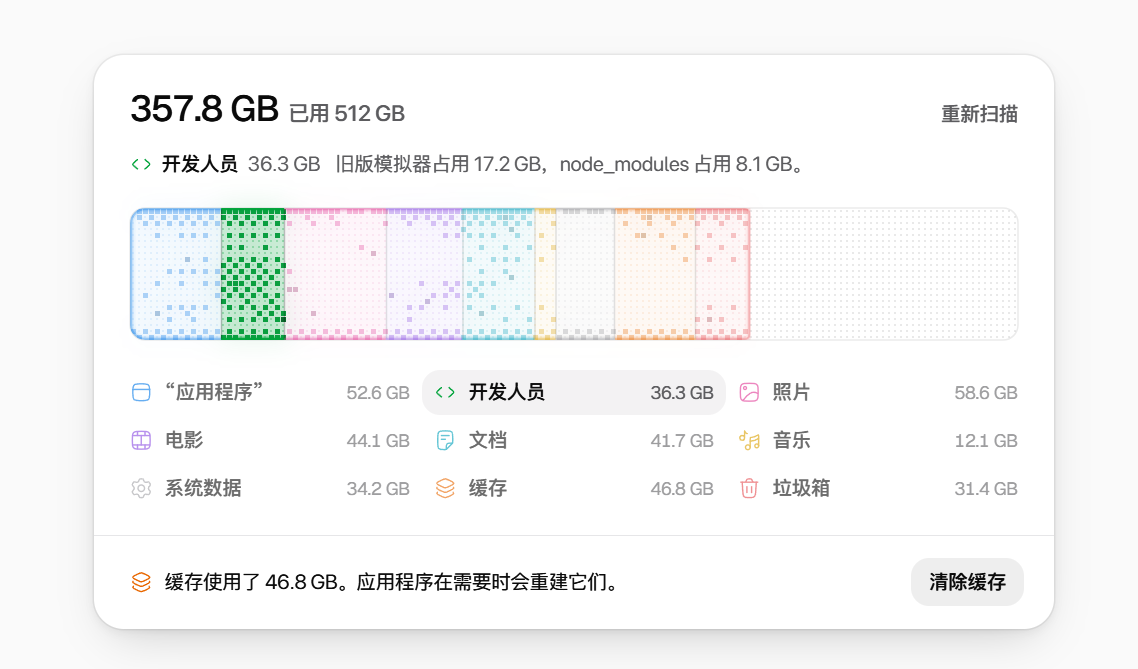 357.8 GB 已用 512 GB 重新扫描
开发人员 36.3 GB 旧版模拟器占用 17.2 GB，node_modules 占用 8.1 GB。
“应用程序” 52.6 GB 开发人员 36.3 GB 照片 58.6 GB
电影 44.1 GB 文档 41.7 GB 音乐 12.1 GB
系统数据 34.2 GB 缓存 46.8 GB 垃圾箱 31.4 GB
缓存使用了 46.8 GB。应用程序在需要时会重建它们。 清除缓存